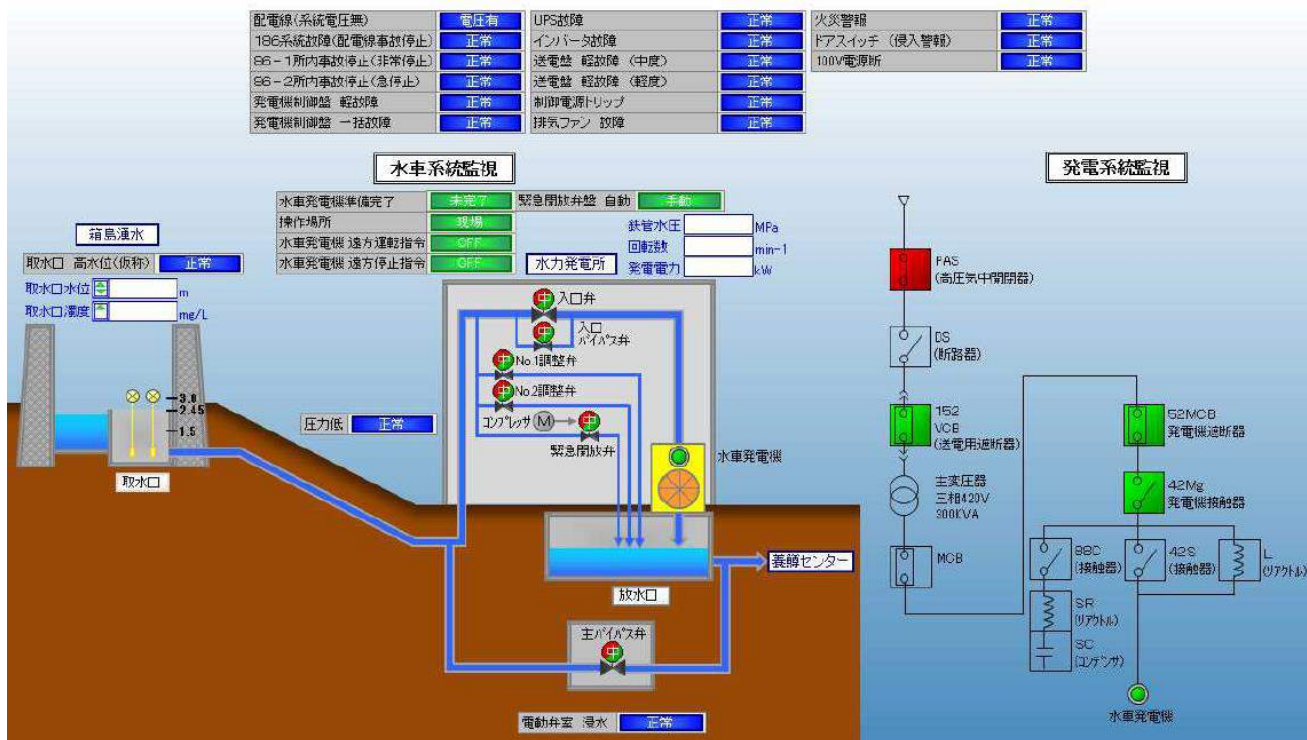 配電線(系統電圧無) 電圧有 UPS故障 正常 火災警報 正常
186系統故障(配電線事故停止) 正常 インバータ故障 正常 ドアスイッチ (侵入警報) 正常
86-1所内事故停止(非常停止) 正常 送電盤 軽故障 (中度) 正常 100V電源断 正常
86-2所内事故停止(急停止) 正常 送電盤 軽故障 (軽度) 正常
発電機制御盤 軽故障 正常 制御電源トリップ 正常
発電機制御盤 一括故障 正常 排気ファン 故障 正常
水車系統監視
発電系統監視
水車発電機準備完了 未完了 緊急開放弁盤 自動 手動
操作場所 現場
水車発電機 遠方運転指令 OFF
水車発電機 遠方停止指令 OFF
鉄管水圧 MPa
回転数 min-1
発電電力 kW
水力発電所
箱島湧水
取水口 高水位(仮称) 正常
取水口水位 m
取水口濁度 mg/L
3.0
2.45
1.5
取水口
圧力低 正常
中 入口弁
中 入口
バイパス弁
中 No.1調整弁
中 No.2調整弁
コンプレッサ M 中
緊急開放弁
水車発電機
放水口
養鱒センター
主バイパス弁
中
電動弁室 浸水 正常
PAS
(高圧気中開閉器)
DS
(断路器)
152
VCB
(送電用遮断器)
主変圧器
三相420V
300KVA
MCB
52MCB
発電機遮断器
42Mg
発電機接触器
88C
(接触器)
42S
(接触器)
L
(リアクトル)
SR
(リアクトル)
SC
(コンデンサ)
水車発電機